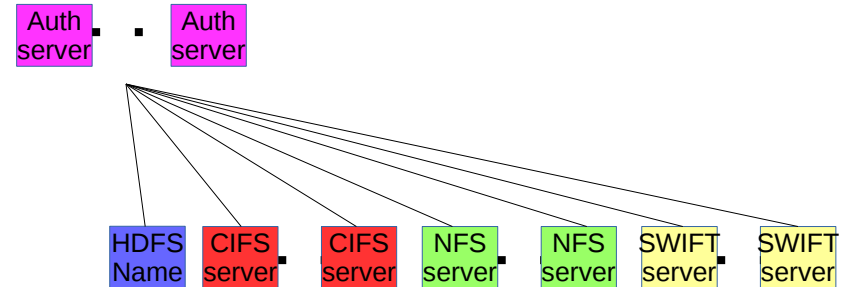 Auth
server
Auth
server
HDFS
Name
CIFS
server
CIFS
server
NFS
server
NFS
server
SWIFT
server
SWIFT
server